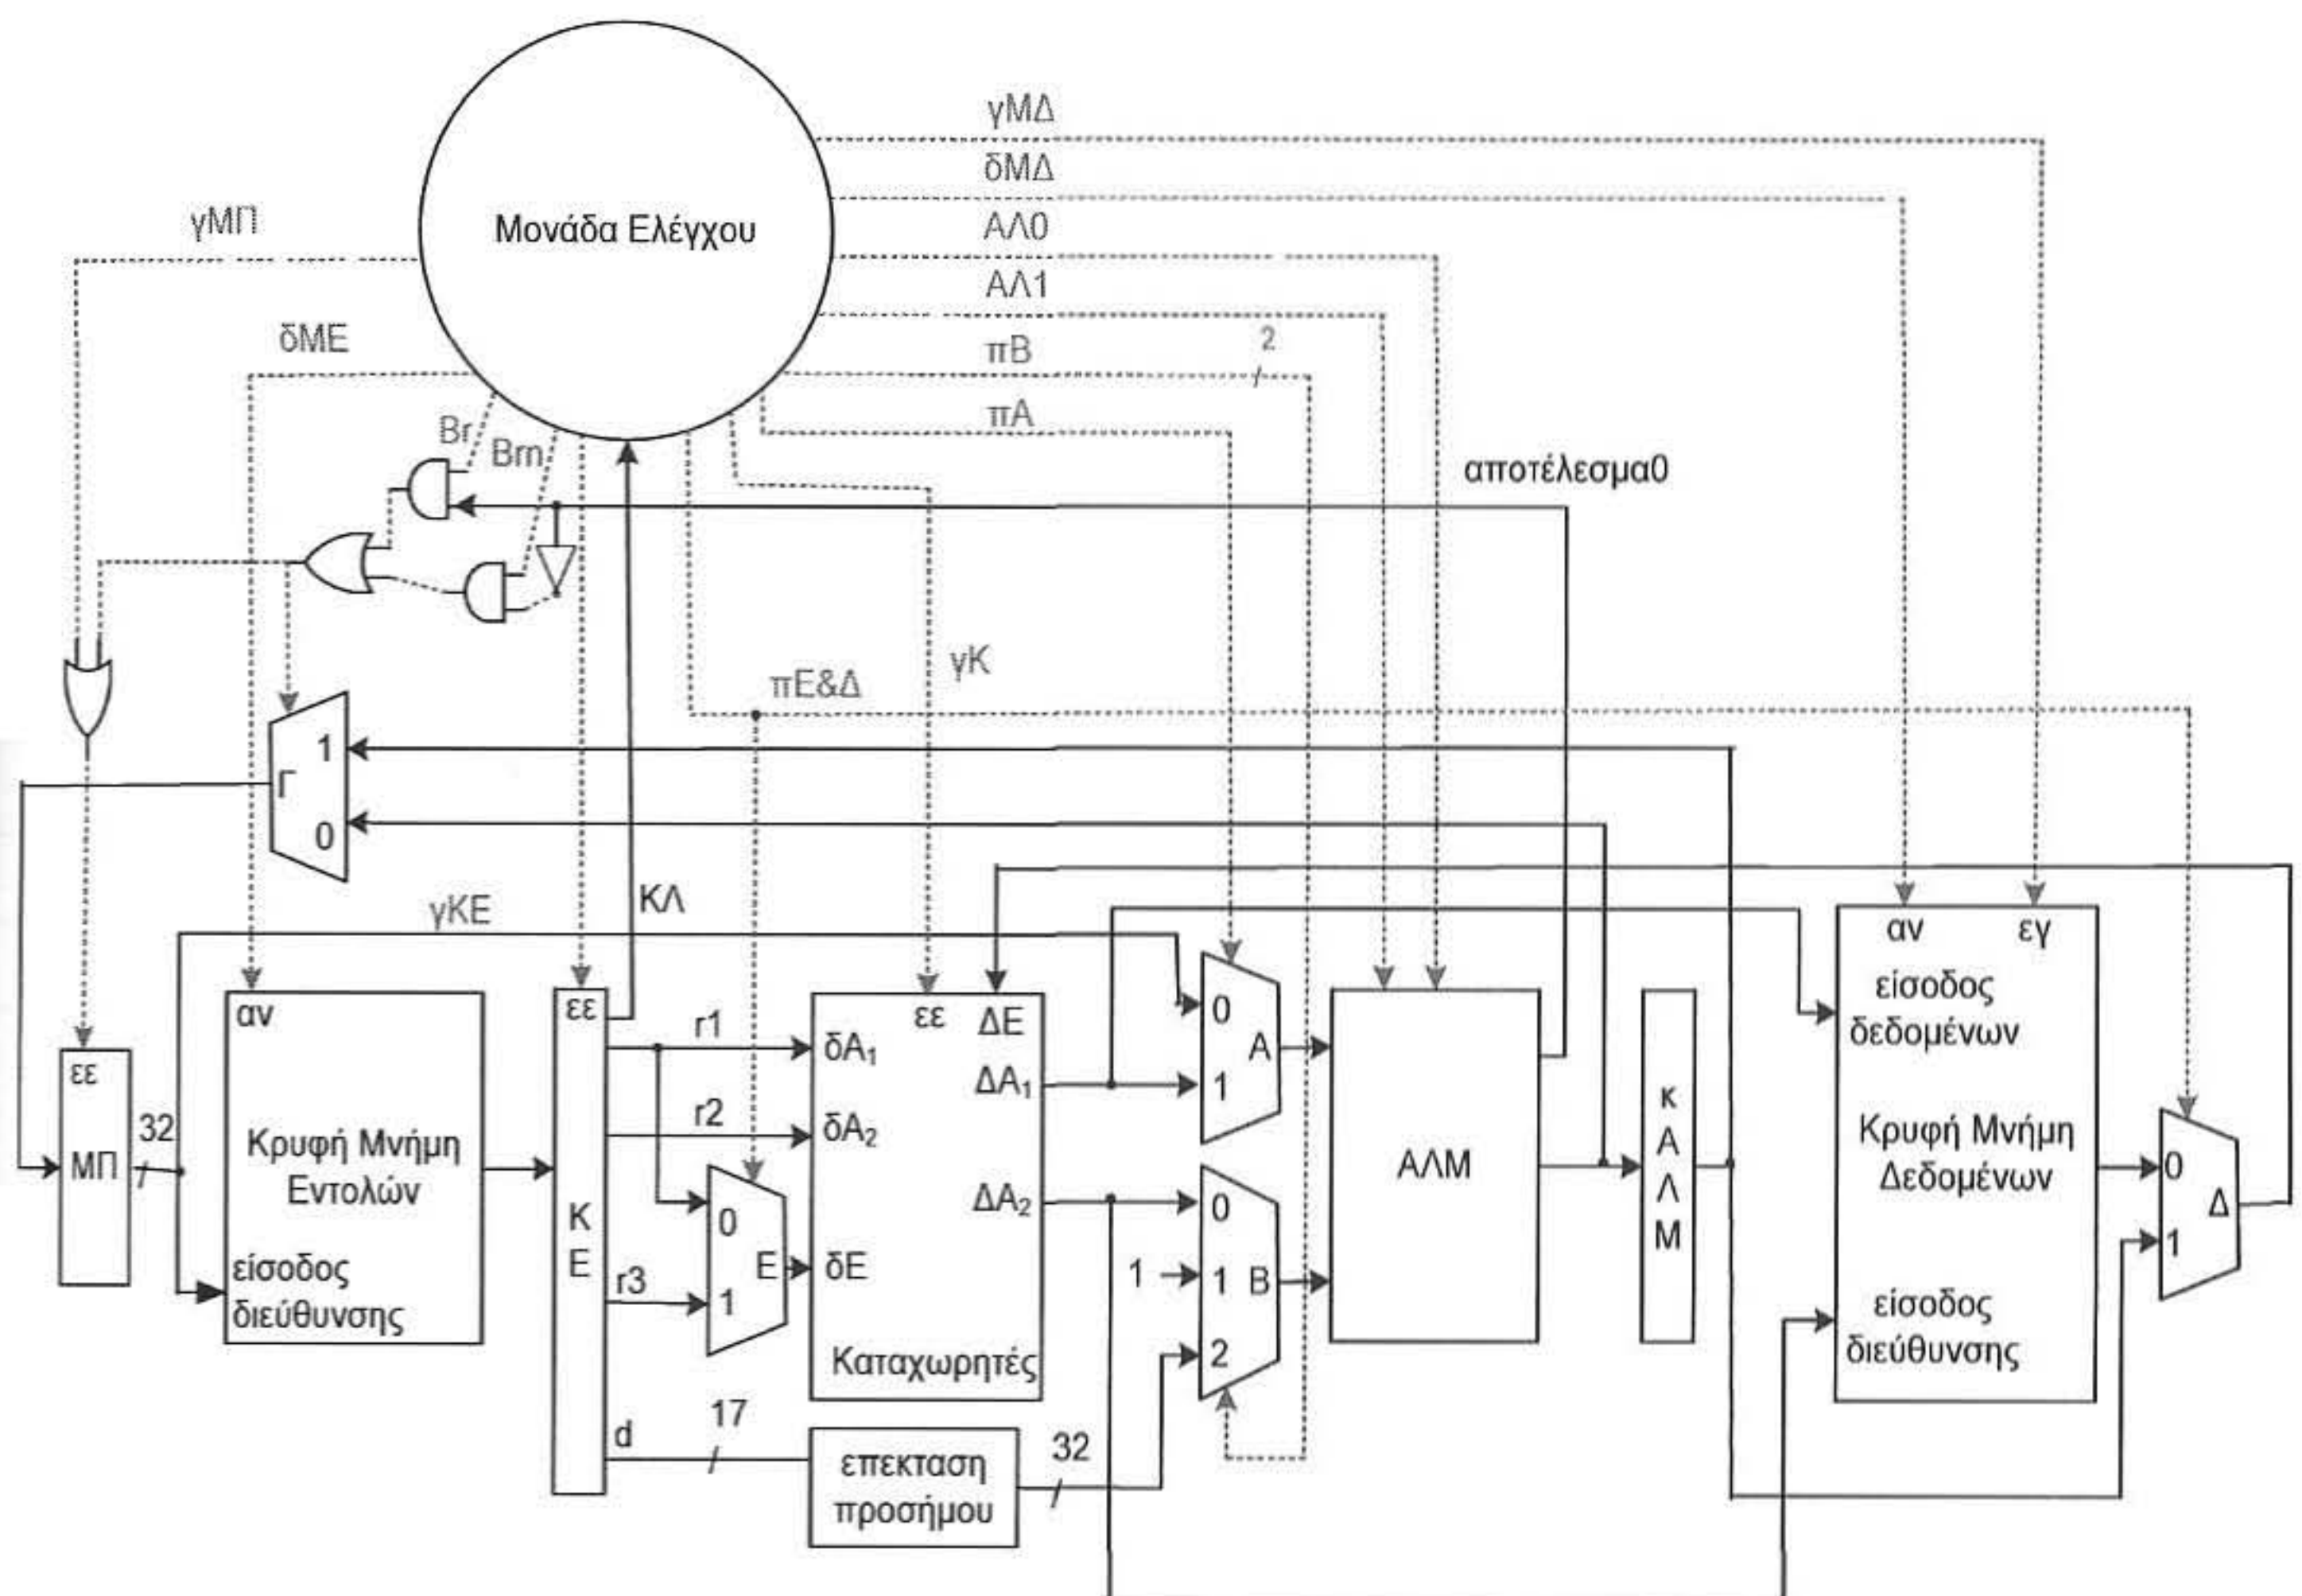 γΜΔ
δΜΔ
ΑΛ0
ΑΛ1
πΒ
2
πΑ
γΜΠ
Μονάδα Ελέγχου
δΜΕ
Br
Brn
αποτέλεσμα0
γΚ
πΕ&Δ
1
Γ
0
ΚΛ
γΚΕ
εε
ΜΠ
32
αν
Κρυφή Μνήμη
Εντολών
είσοδος
διεύθυνσης
εε
Κ
Ε
r1
r2
r3
d
17
0
Ε
1
εε ΔΕ
δΑ1
ΔΑ1
δΑ2
ΔΑ2
δΕ
Καταχωρητές
επεκταση
προσήμου
32
0
Α
1
0
1
1 Β
2
ΑΛΜ
κ
Α
Λ
Μ
αν εγ
είσοδος
δεδομένων
Κρυφή Μνήμη
Δεδομένων
είσοδος
διεύθυνσης
0
Δ
1